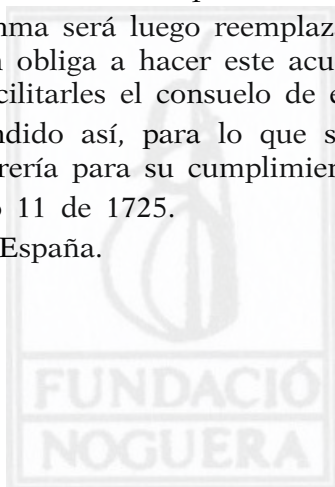 nma será luego reemplaz
obliga a hacer este acu
cilitarles el consuelo de e
ndido así, para lo que s
rería para su cumplimien
11 de 1725.
España.
FUNDACIÓ
NOGUERA